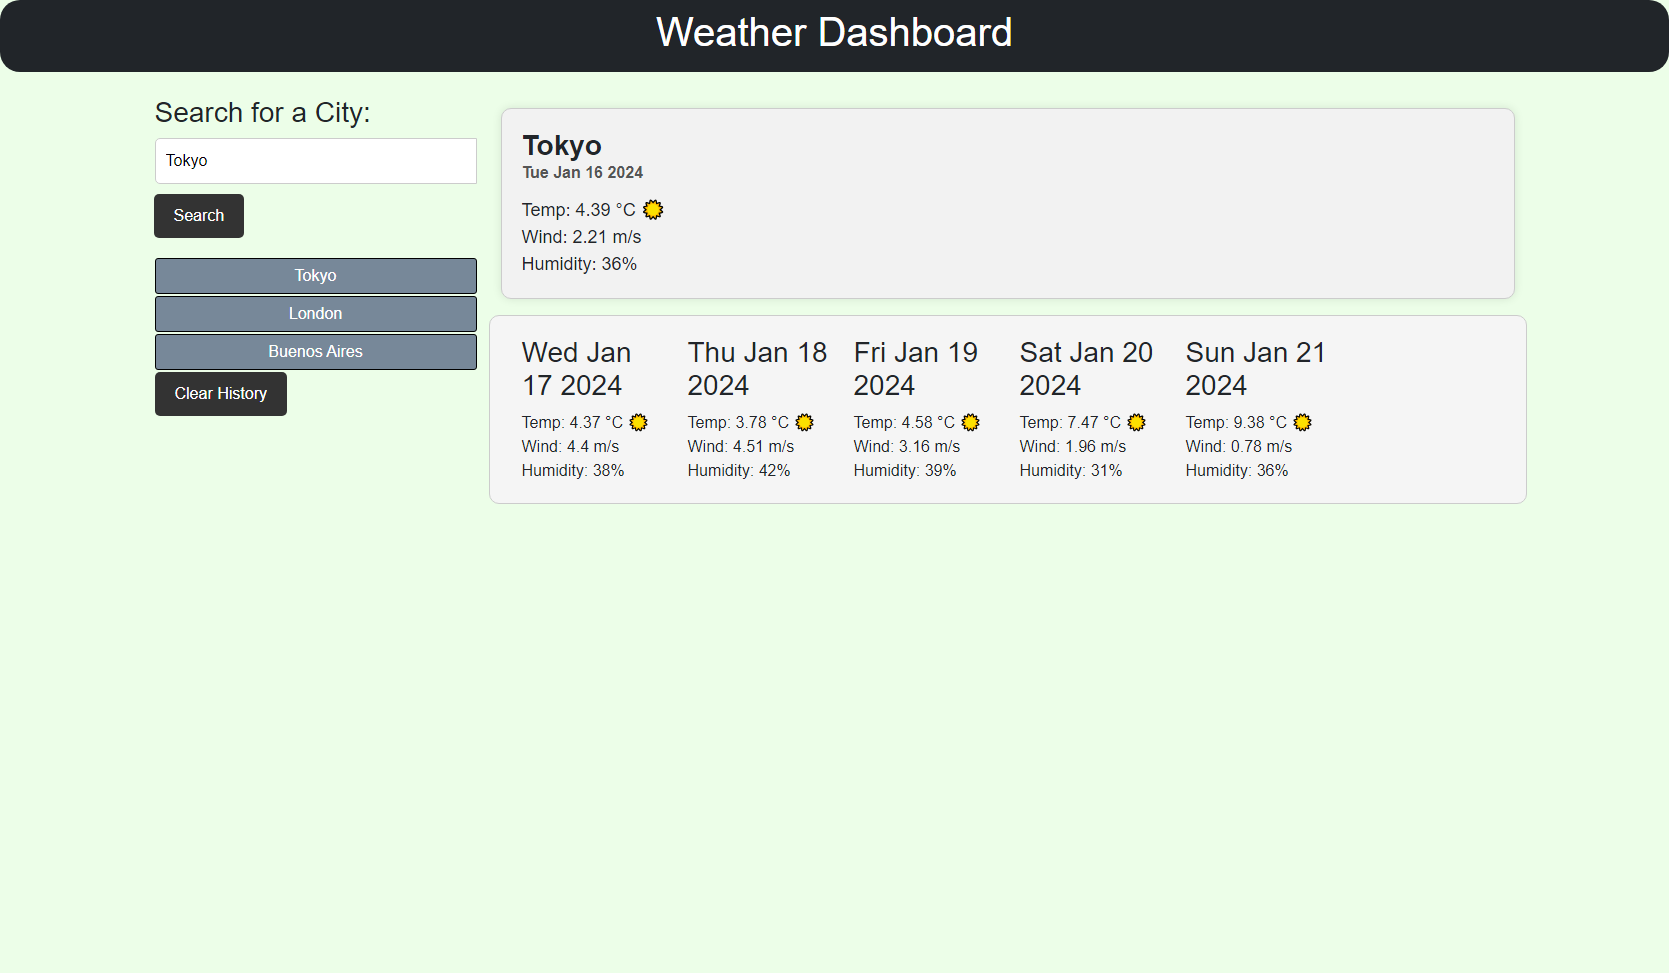 Weather Dashboard
Search for a City:
Tokyo
Search
Tokyo
London
Buenos Aires
Clear History
Tokyo
Tue Jan 16 2024
Temp: 4.39 °C
Wind: 2.21 m/s
Humidity: 36%
Wed Jan
17 2024
Temp: 4.37 °C
Wind: 4.4 m/s
Humidity: 38%
Thu Jan 18
2024
Temp: 3.78 °C
Wind: 4.51 m/s
Humidity: 42%
Fri Jan 19
2024
Temp: 4.58 °C
Wind: 3.16 m/s
Humidity: 39%
Sat Jan 20
2024
Temp: 7.47 °C
Wind: 1.96 m/s
Humidity: 31%
Sun Jan 21
2024
Temp: 9.38 °C
Wind: 0.78 m/s
Humidity: 36%